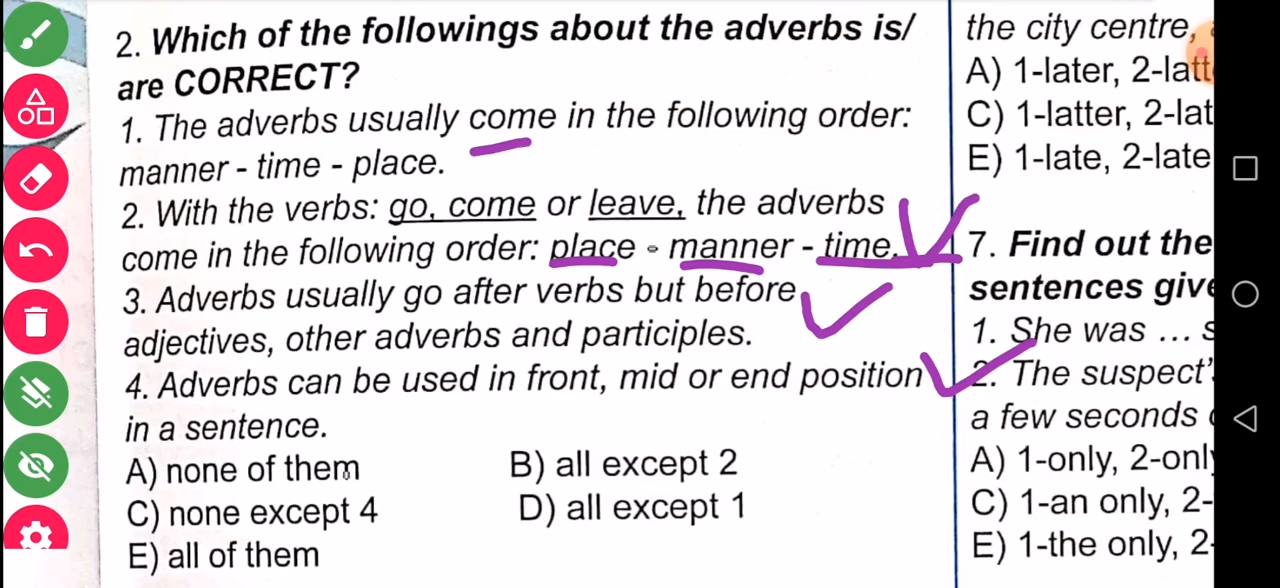 2. Which of the followings about the adverbs is/
are CORRECT?
1. The adverbs usually come in the following order:
manner - time - place.
2. With the verbs: go, come or leave, the adverbs
come in the following order: place - manner - time.
3. Adverbs usually go after verbs but before
adjectives, other adverbs and participles.
4. Adverbs can be used in front, mid or end position
in a sentence.
A) none of them B) all except 2
C) none except 4 D) all except 1
E) all of them
the city centre,
A) 1-later, 2-latt
C) 1-latter, 2-lat
E) 1-late, 2-late
7. Find out the
sentences give
1. She was ... s
2. The suspect'
a few seconds
A) 1-only, 2-only
C) 1-an only, 2-
E) 1-the only, 2-